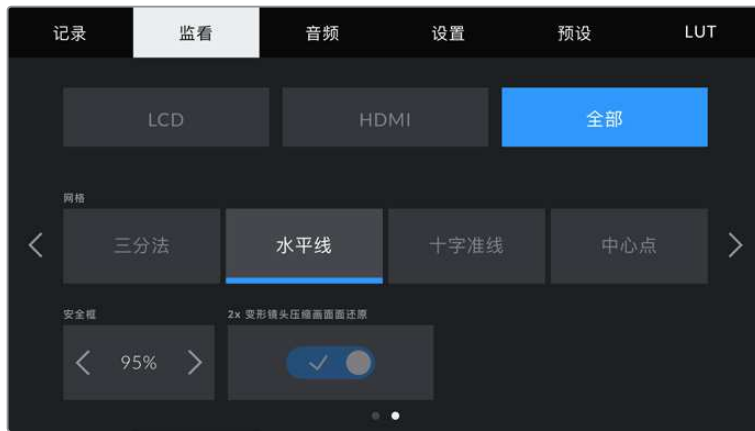 记录 监看 音频 设置 预设 LUT
LCD HDMI 全部
网格
三分法 水平线 十字准线 中心点
安全框 2x 变形镜头压缩画面面还原
95%